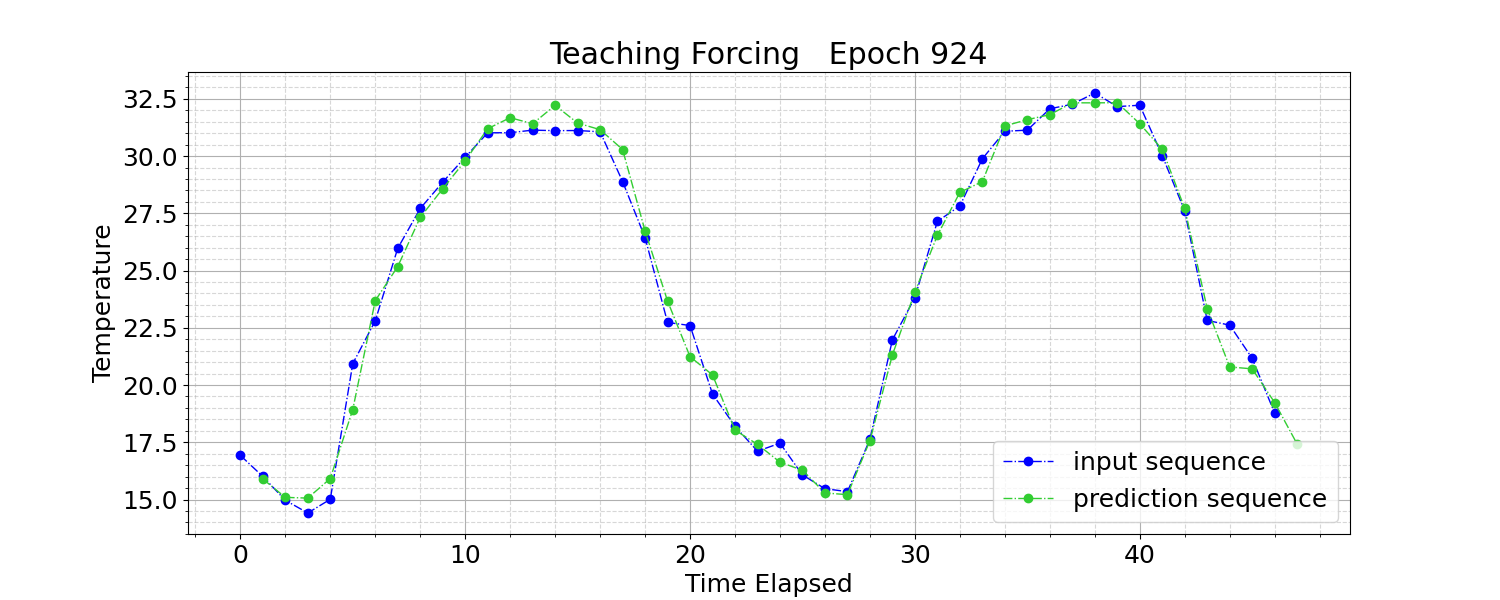 Teaching Forcing   Epoch 924
32.5
30.0
27.5
25.0
22.5
20.0
17.5
15.0
Temperature
0 10 20 30 40
Time Elapsed
input sequence
prediction sequence